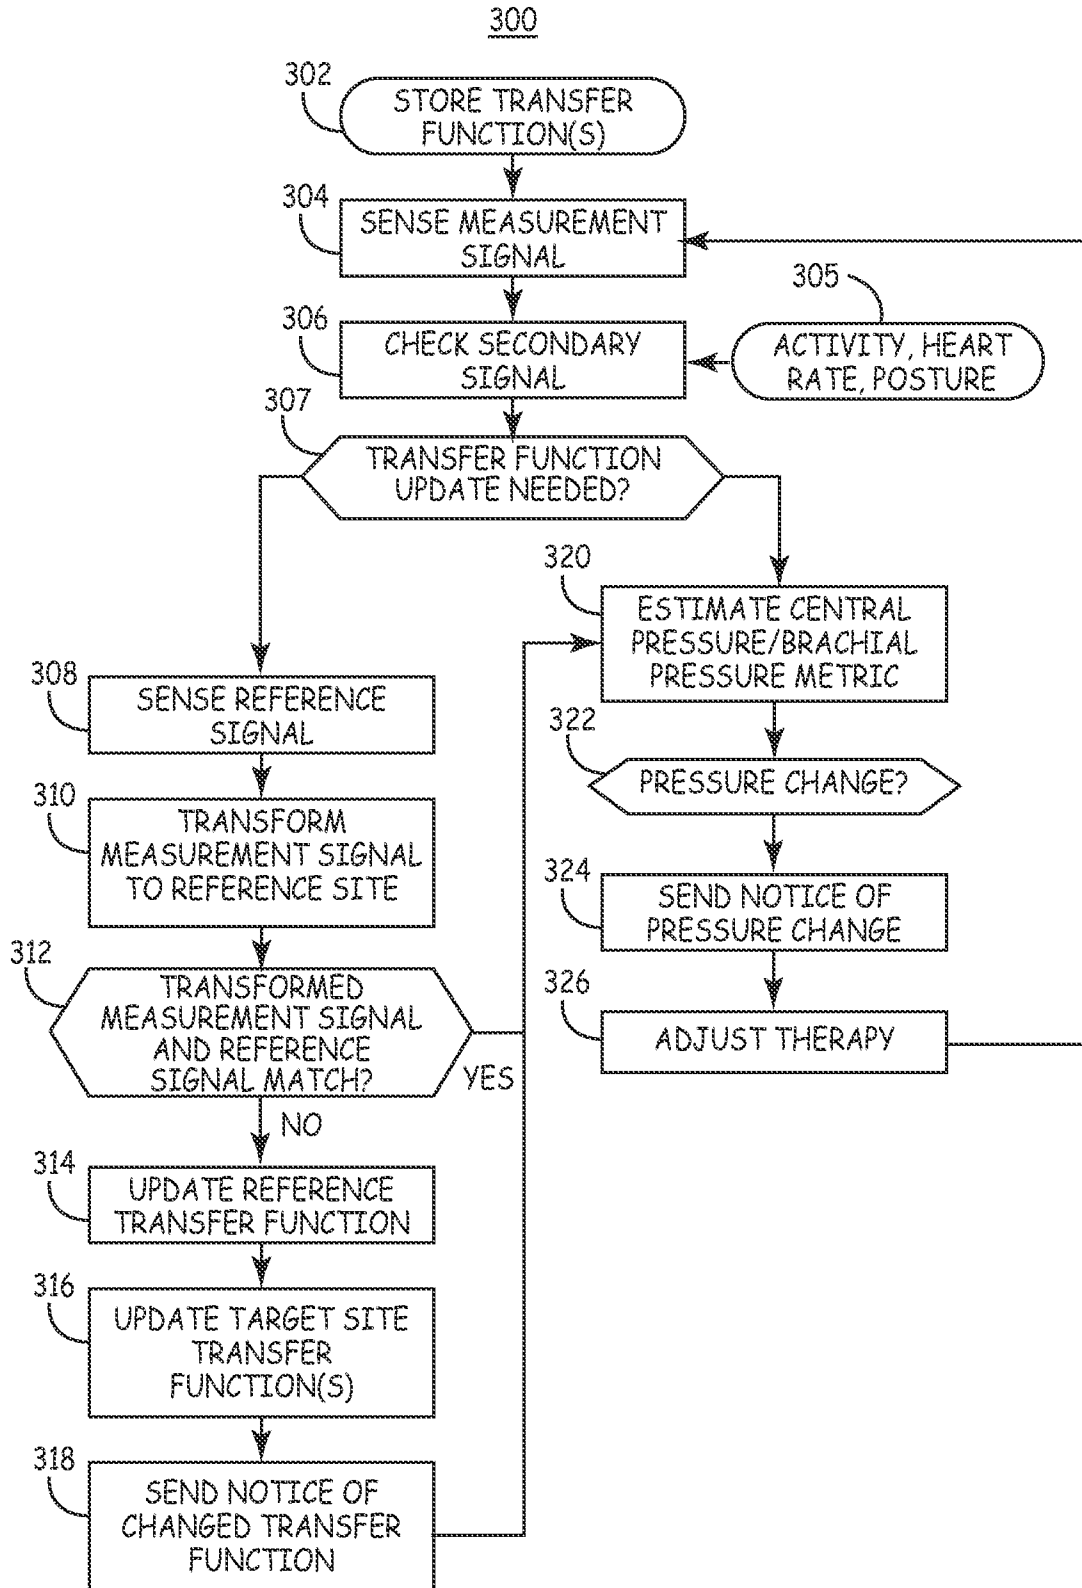 300
302
STORE TRANSFER
FUNCTION(S)
304
SENSE MEASUREMENT
SIGNAL
305
ACTIVITY, HEART
RATE, POSTURE
306
CHECK SECONDARY
SIGNAL
307
TRANSFER FUNCTION
UPDATE NEEDED?
308
SENSE REFERENCE
SIGNAL
310
TRANSFORM
MEASUREMENT SIGNAL
TO REFERENCE SITE
312
TRANSFORMED
MEASUREMENT SIGNAL
AND REFERENCE
SIGNAL MATCH?
YES
NO
314
UPDATE REFERENCE
TRANSFER FUNCTION
316
UPDATE TARGET SITE
TRANSFER
FUNCTION(S)
318
SEND NOTICE OF
CHANGED TRANSFER
FUNCTION
320
ESTIMATE CENTRAL
PRESSURE/BRACHIAL
PRESSURE METRIC
322
PRESSURE CHANGE?
324
SEND NOTICE OF
PRESSURE CHANGE
326
ADJUST THERAPY